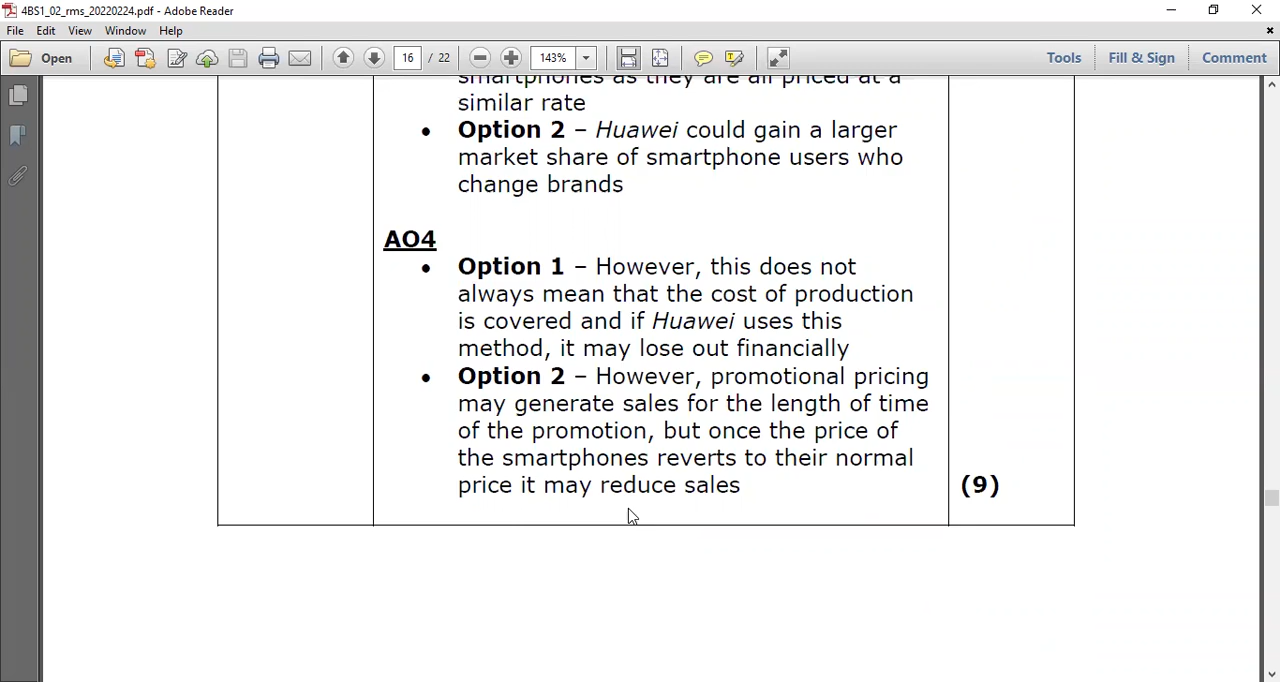 4BS1_02_rms_20220224.pdf - Adobe Reader
File Edit View Window Help
Open 16 / 22 143% Tools Fill & Sign Comment
smartphones as they are all priced at a
similar rate
• Option 2 – Huawei could gain a larger
market share of smartphone users who
change brands
AO4
• Option 1 – However, this does not
always mean that the cost of production
is covered and if Huawei uses this
method, it may lose out financially
• Option 2 – However, promotional pricing
may generate sales for the length of time
of the promotion, but once the price of
the smartphones reverts to their normal
price it may reduce sales
(9)